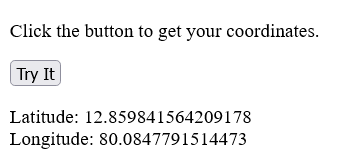 Click the button to get your coordinates.
Try It
Latitude: 12.859841564209178
Longitude: 80.0847791514473